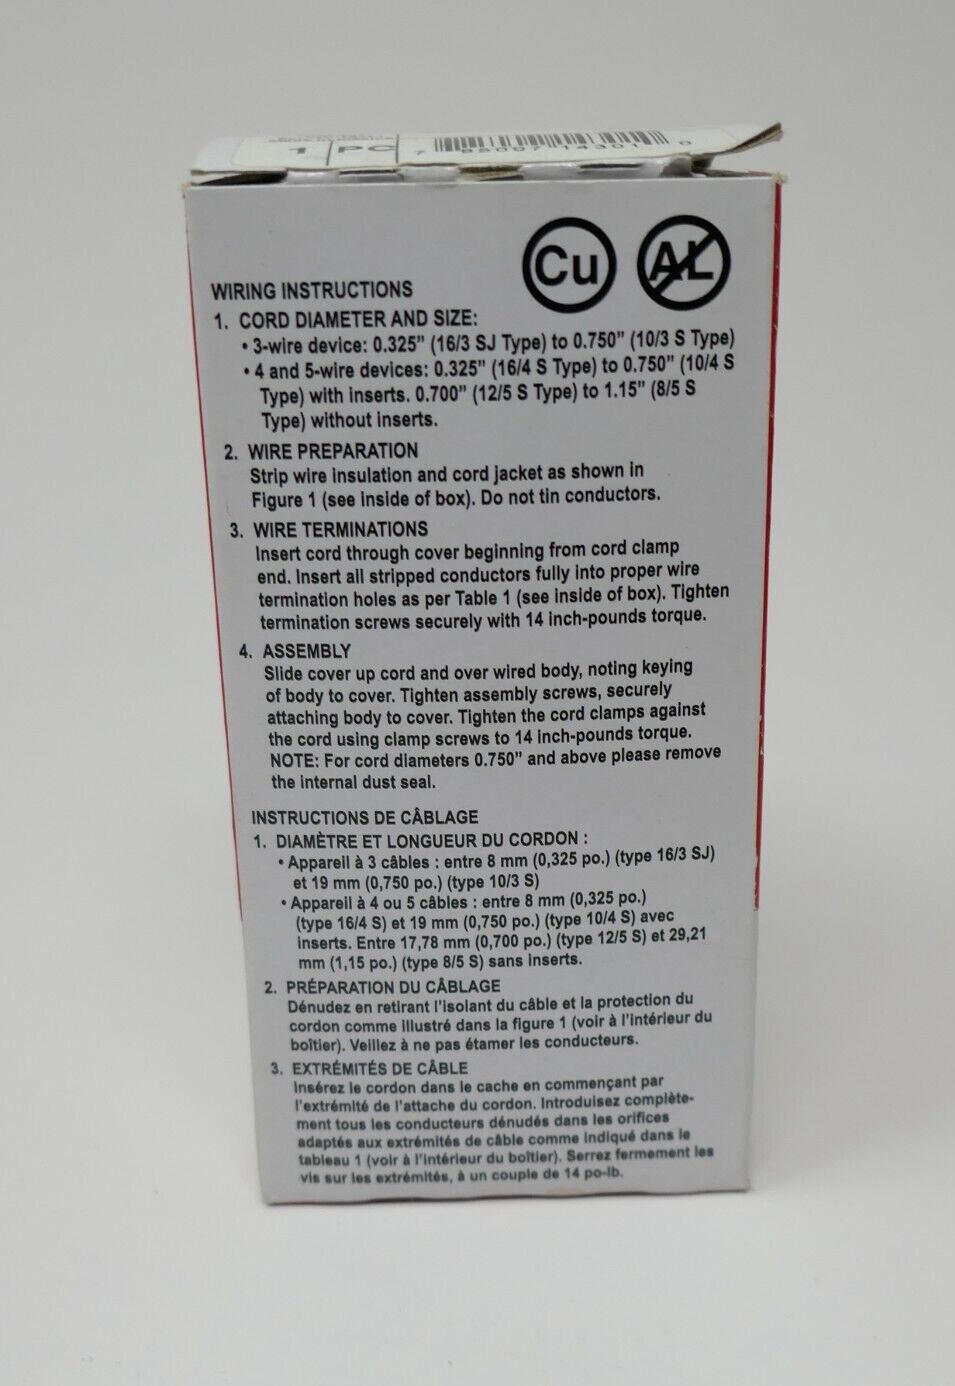 1 PC
7 85007 14301 0
Cu AL
WIRING INSTRUCTIONS
1. CORD DIAMETER AND SIZE:
• 3-wire device: 0.325" (16/3 SJ Type) to 0.750" (10/3 S Type)
• 4 and 5-wire devices: 0.325" (16/4 S Type) to 0.750" (10/4 S
Type) with inserts. 0.700" (12/5 S Type) to 1.15" (8/5 S
Type) without inserts.
2. WIRE PREPARATION
Strip wire insulation and cord jacket as shown in
Figure 1 (see inside of box). Do not tin conductors.
3. WIRE TERMINATIONS
Insert cord through cover beginning from cord clamp
end. Insert all stripped conductors fully into proper wire
termination holes as per Table 1 (see inside of box). Tighten
termination screws securely with 14 inch-pounds torque.
4. ASSEMBLY
Slide cover up cord and over wired body, noting keying
of body to cover. Tighten assembly screws, securely
attaching body to cover. Tighten the cord clamps against
the cord using clamp screws to 14 inch-pounds torque.
NOTE: For cord diameters 0.750" and above please remove
the internal dust seal.
INSTRUCTIONS DE CÂBLAGE
1. DIAMÈTRE ET LONGUEUR DU CORDON :
• Appareil à 3 câbles : entre 8 mm (0,325 po.) (type 16/3 SJ)
et 19 mm (0,750 po.) (type 10/3 S)
• Appareil à 4 ou 5 câbles : entre 8 mm (0,325 po.)
(type 16/4 S) et 19 mm (0,750 po.) (type 10/4 S) avec
inserts. Entre 17,78 mm (0,700 po.) (type 12/5 S) et 29,21
mm (1,15 po.) (type 8/5 S) sans inserts.
2. PRÉPARATION DU CÂBLAGE
Dénudez en retirant l'isolant du câble et la protection du
cordon comme illustré dans la figure 1 (voir à l'intérieur du
boîtier). Veillez à ne pas étamer les conducteurs.
3. EXTRÉMITÉS DE CÂBLE
Insérez le cordon dans le cache en commençant par
l'extrémité de l'attache du cordon. Introduisez complète-
ment tous les conducteurs dénudés dans les orifices
adaptés aux extrémités de câble comme indiqué dans le
tableau 1 (voir à l'intérieur du boîtier). Serrez fermement les
vis sur les extrémités, à un couple de 14 po-lb.